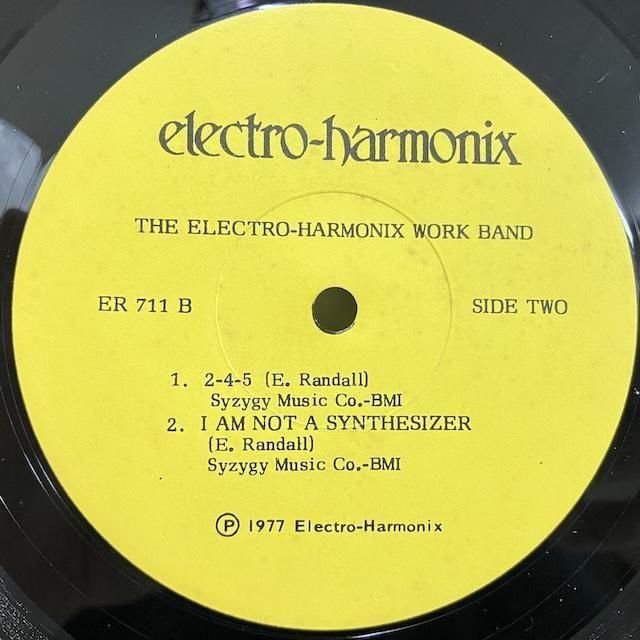 electro-harmonix
THE ELECTRO-HARMONIX WORK BAND
ER 711 B
SIDE TWO
1. 2-4-5 (E. Randall)
Syzygy Music Co.-BMI
2. I AM NOT A SYNTHESIZER
(E. Randall)
Syzygy Music Co.-BMI
Ⓟ 1977 Electro-Harmonix